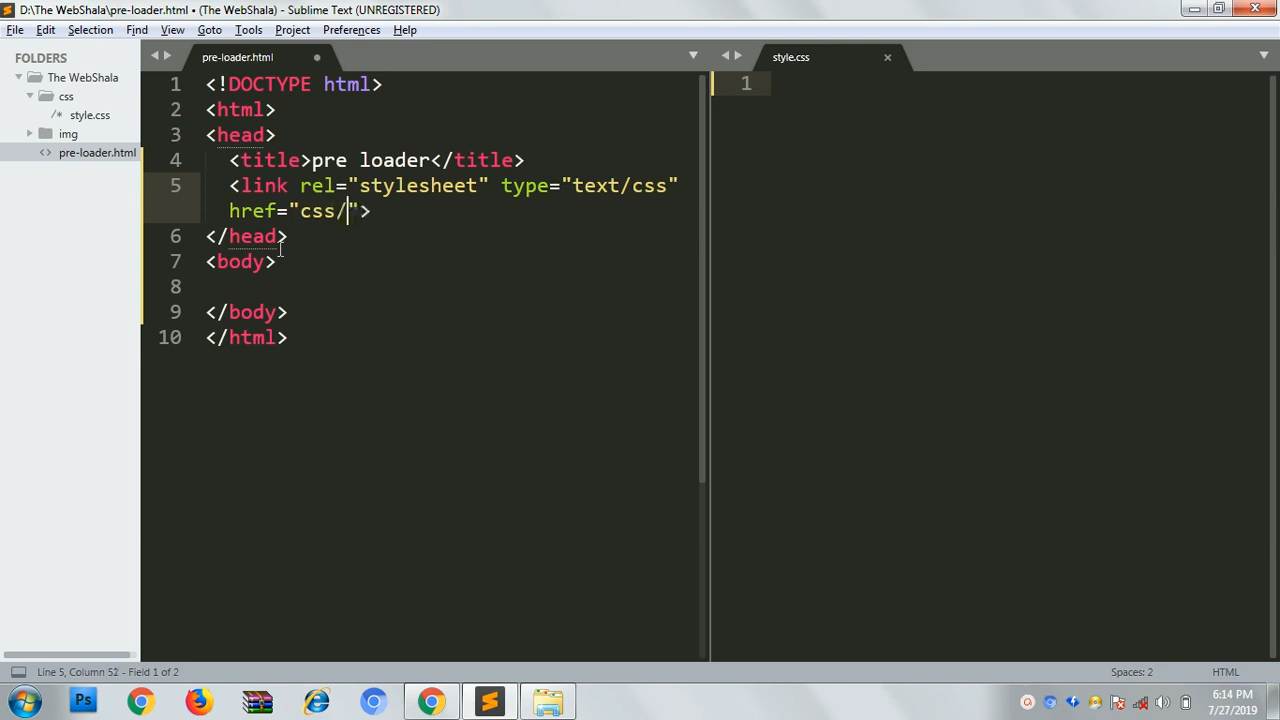 D:\The WebShala\pre-loader.html • (The WebShala) - Sublime Text (UNREGISTERED)
File Edit Selection Find View Goto Tools Project Preferences Help
FOLDERS
The WebShala
css
/* style.css
img
<> pre-loader.html
pre-loader.html
1 <!DOCTYPE html>
2 <html>
3 <head>
4 <title>pre loader</title>
5 <link rel="stylesheet" type="text/css"
href="css/">
6 </head>
7 <body>
8
9 </body>
10 </html>
style.css
1
Line 5, Column 52 - Field 1 of 2
Spaces: 2
HTML
Ps
6:14 PM
7/27/2019